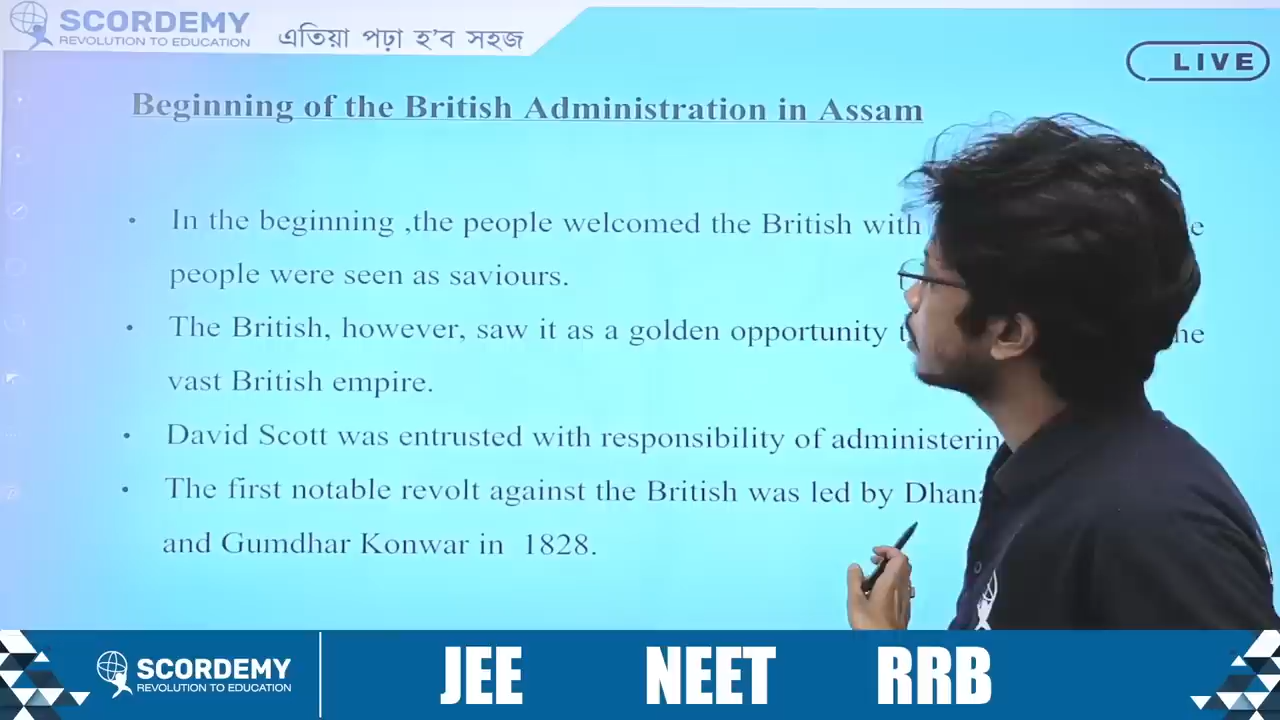 SCORDEMY
REVOLUTION TO EDUCATION
এতিয়া পঢ়া হ'ব সহজ
LIVE
Beginning of the British Administration in Assam
• In the beginning ,the people welcomed the British with
people were seen as saviours.
• The British, however, saw it as a golden opportunity
vast British empire.
• David Scott was entrusted with responsibility of
• The first notable revolt against the British was led by
and Gumdhar Konwar in 1828.
SCORDEMY
REVOLUTION TO EDUCATION
JEE NEET RRB